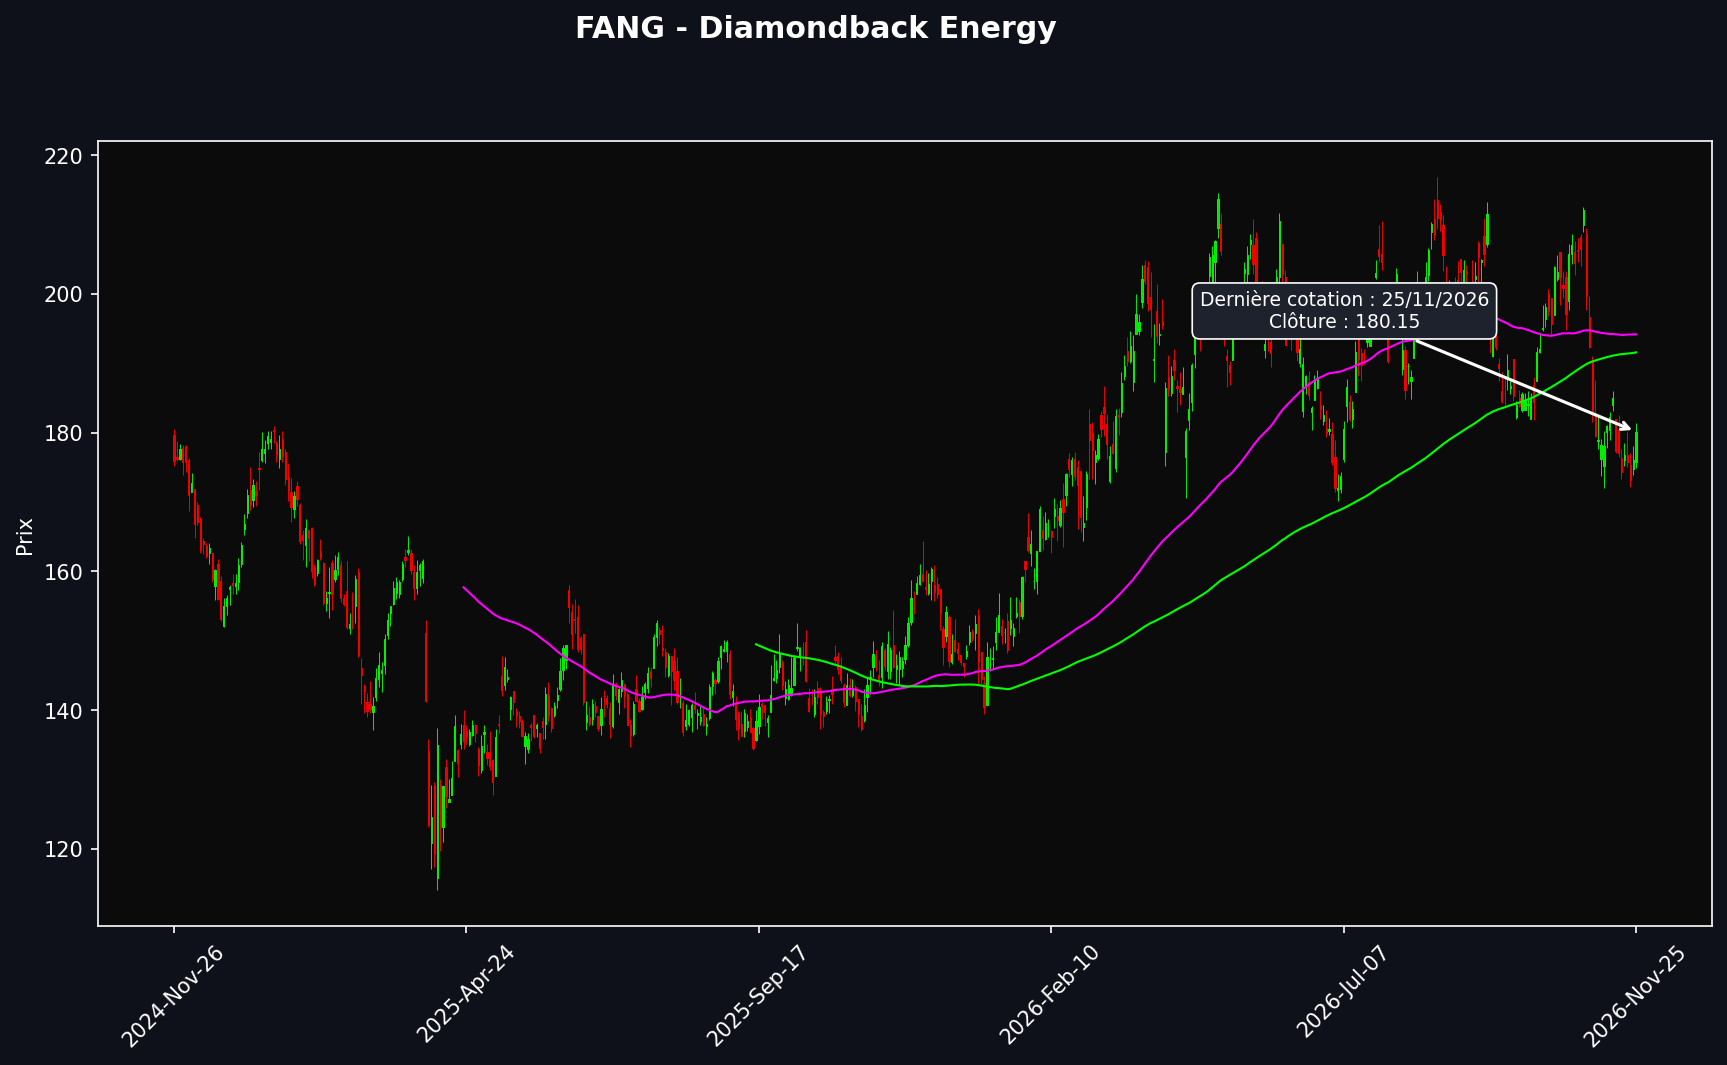 FANG - Diamondback Energy
220
200
180
160
140
120
Prix
Dernière cotation : 25/11/2026
Clôture : 180.15
2024-Nov-26
2025-Apr-24
2025-Sep-17
2026-Feb-10
2026-Jul-07
2026-Nov-25